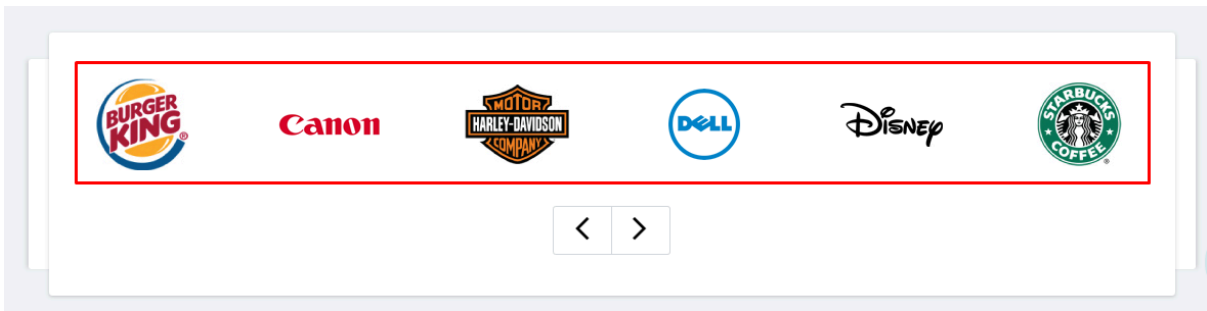 BURGER
KING®
Canon
MOTOR
HARLEY-DAVIDSON
COMPANY
DELL
Disney
STARBUCKS
COFFEE
®